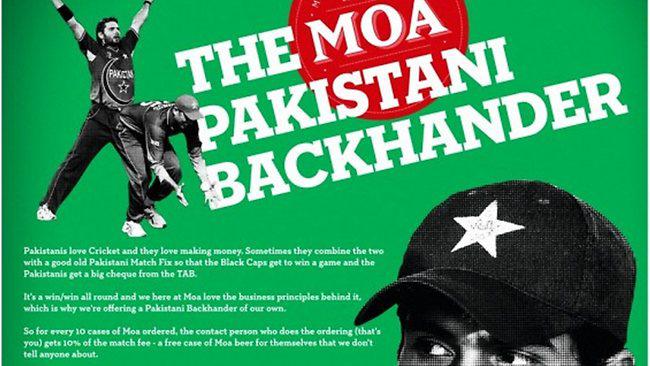 THE MOA
PAKISTANI
BACKHANDER
PAKISTAN
Pakistanis love Cricket and they love making money. Sometimes they combine the two
with a good old Pakistani Match Fix so that the Black Caps get to win a game and the
Pakistanis get a big cheque from the TAB.
It's a win/win all round and we here at Moa love the business principles behind it,
which is why we're offering a Pakistani Backhander of our own.
So for every 10 cases of Moa ordered, the contact person who does the ordering (that's
you) gets 10% of the match fee - a free case of Moa beer for themselves that we don't
tell anyone about.